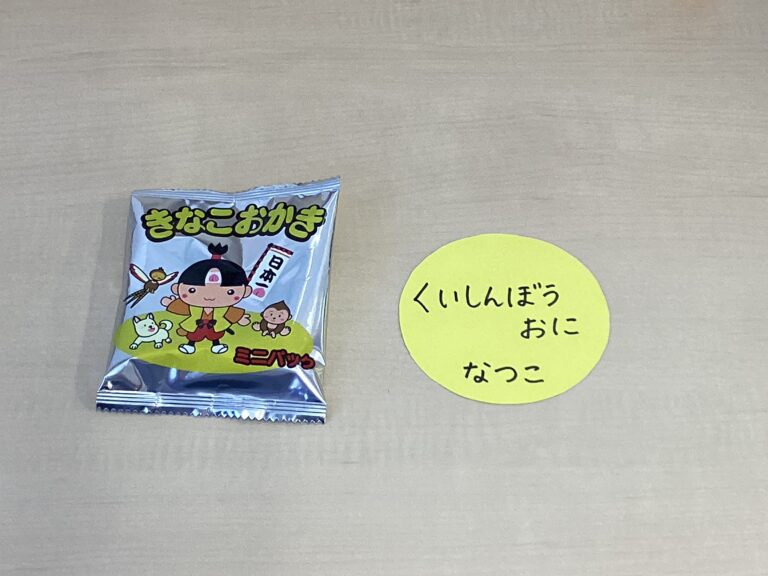 きなこおかき
日本一
ミニパック
くいしんぼう
おに
なつこ